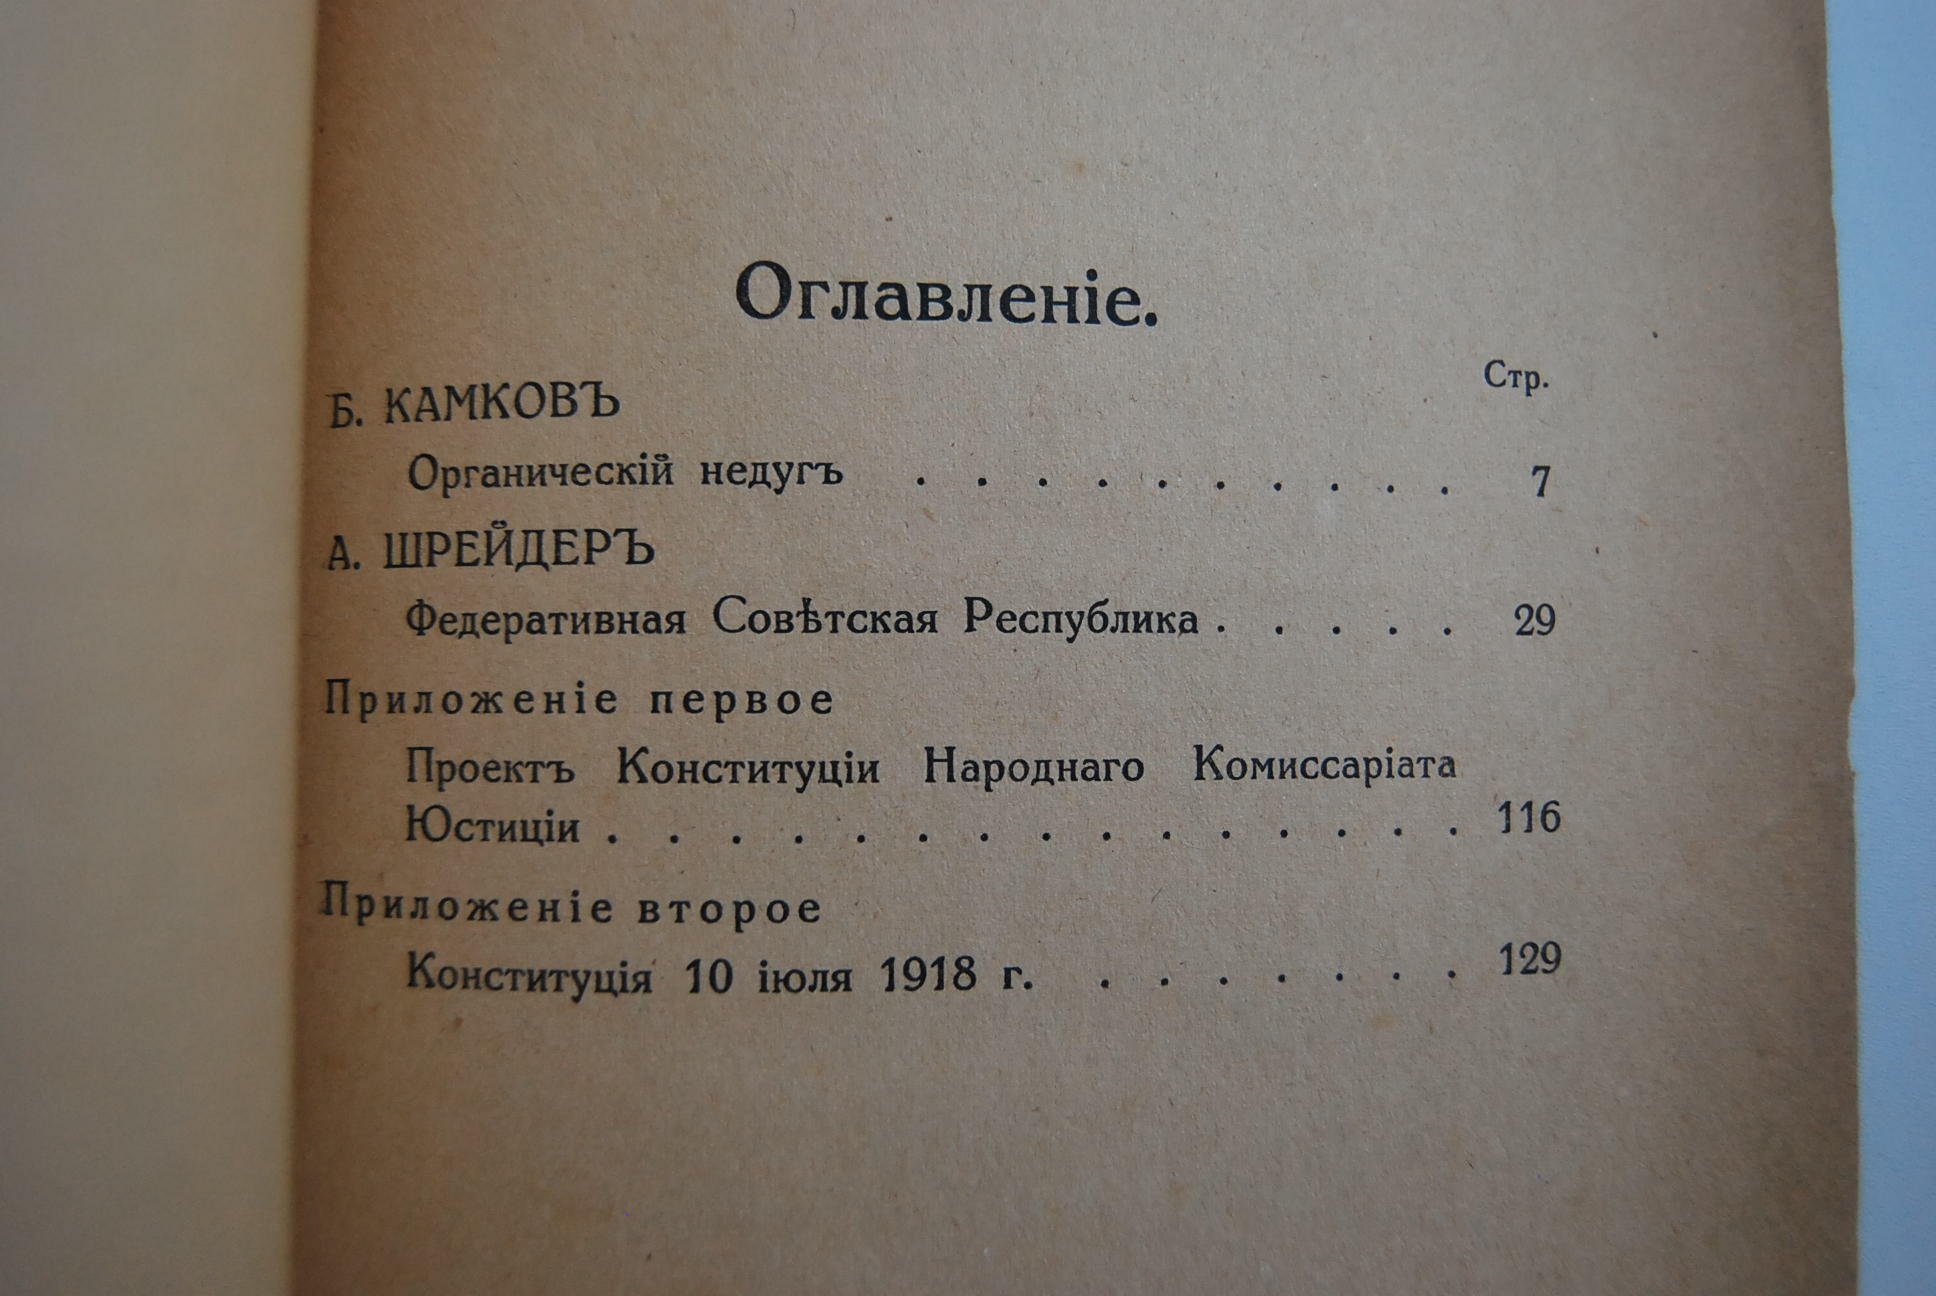 Оглавленіе.
Стр.
Б. КАМКОВЪ
Органическій недугъ . . . . . . . . . . 7
А. ШРЕЙДЕРЪ
Федеративная Совѣтская Республика . . . . . 29
Приложеніе первое
Проектъ Конституціи Народнаго Комиссаріата
Юстиціи . . . . . . . . . . . . . . . 116
Приложеніе второе
Конституція 10 іюля 1918 г. . . . . . . . 129